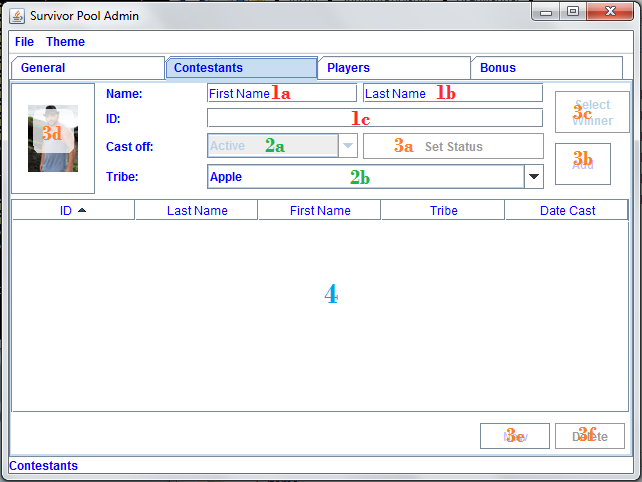 Survivor Pool Admin
File Theme
General Contestants Players Bonus
Name: First Name 1a Last Name 1b
Select Winner 3c
3d
ID: 1c
Cast off: Active 2a 3a Set Status
Add 3b
Tribe: Apple 2b
ID Last Name First Name Tribe Date Cast
4
New 3e Delete 3f
Contestants